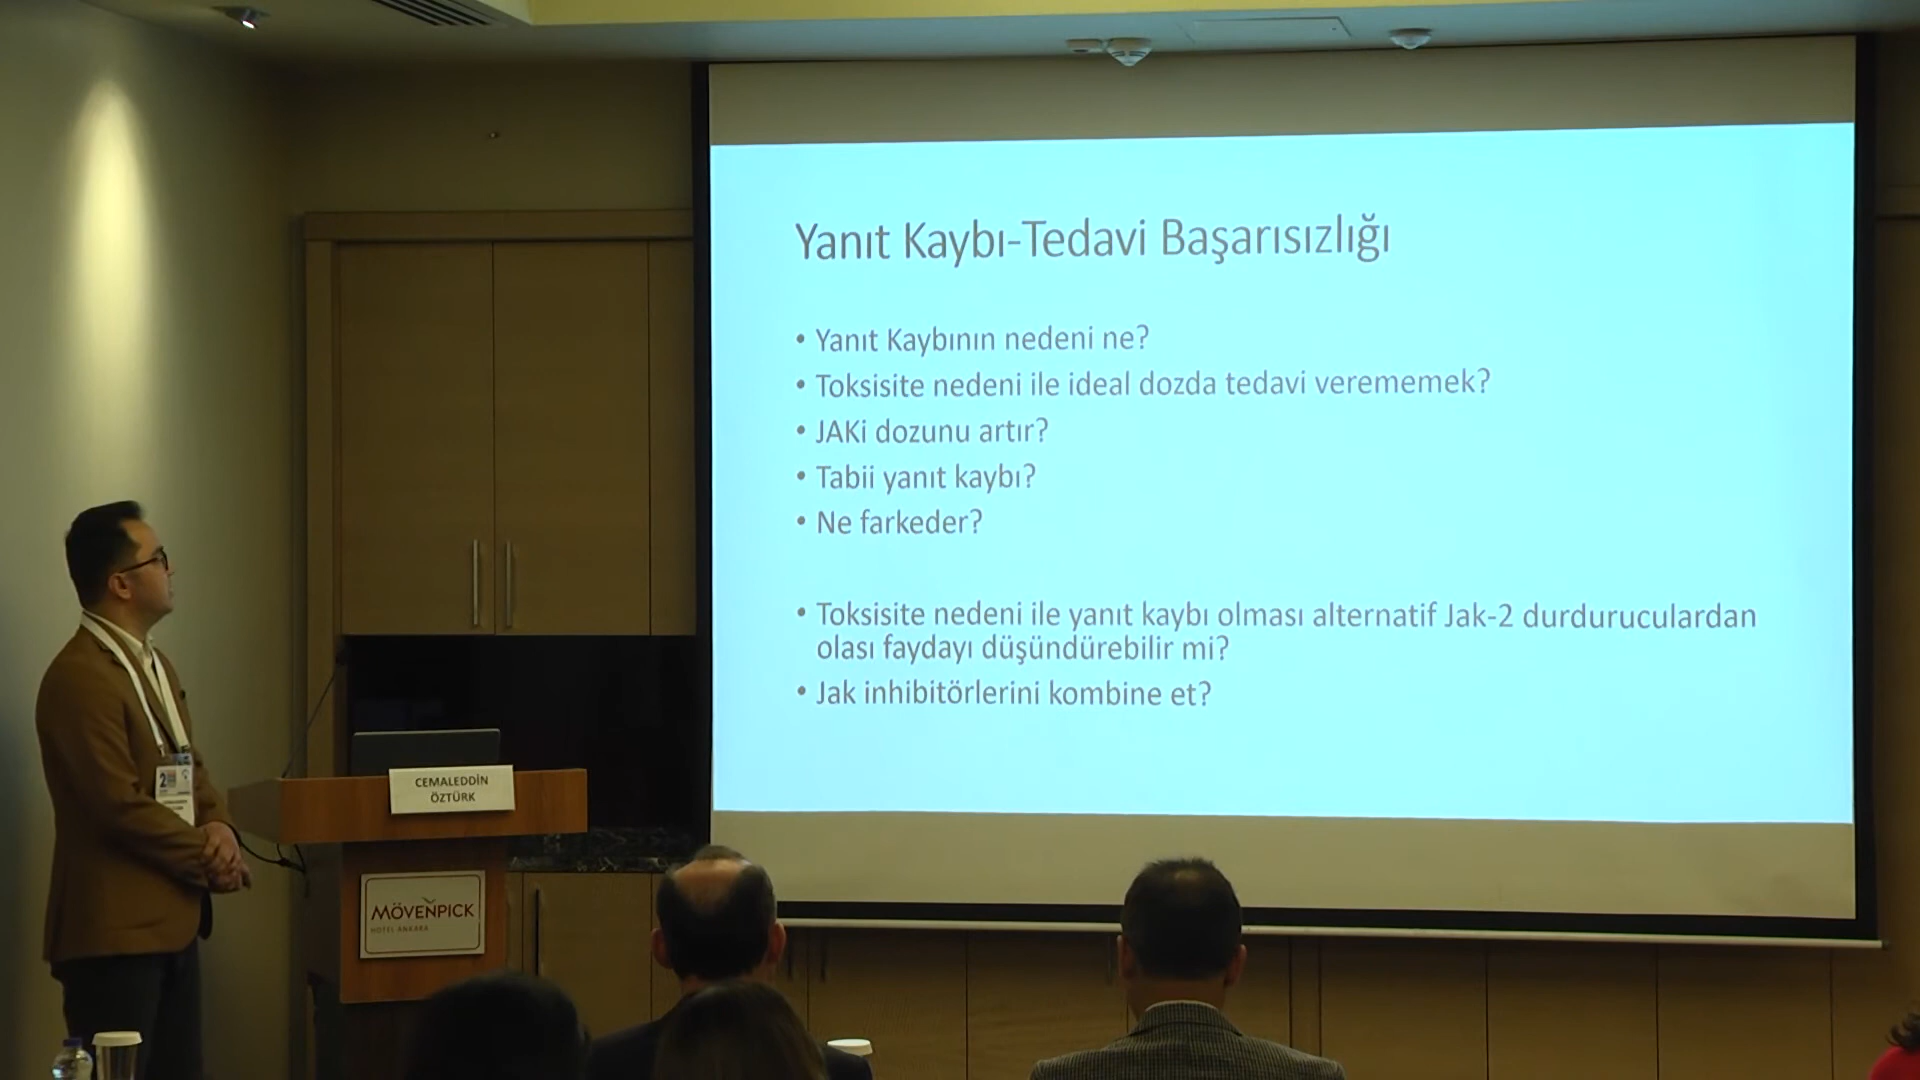 Yanıt Kaybı-Tedavi Başarısızlığı
• Yanıt Kaybının nedeni ne?
• Toksisite nedeni ile ideal dozda tedavi verememek?
• JAKi dozunu artır?
• Tabii yanıt kaybı?
• Ne farkeder?
• Toksisite nedeni ile yanıt kaybı olması alternatif Jak-2 durduruculardan
olası faydayı düşündürebilir mi?
• Jak inhibitörlerini kombine et?
CEMALEDDİN
ÖZTÜRK
MÖVENPICK
HOTEL ANKARA
2